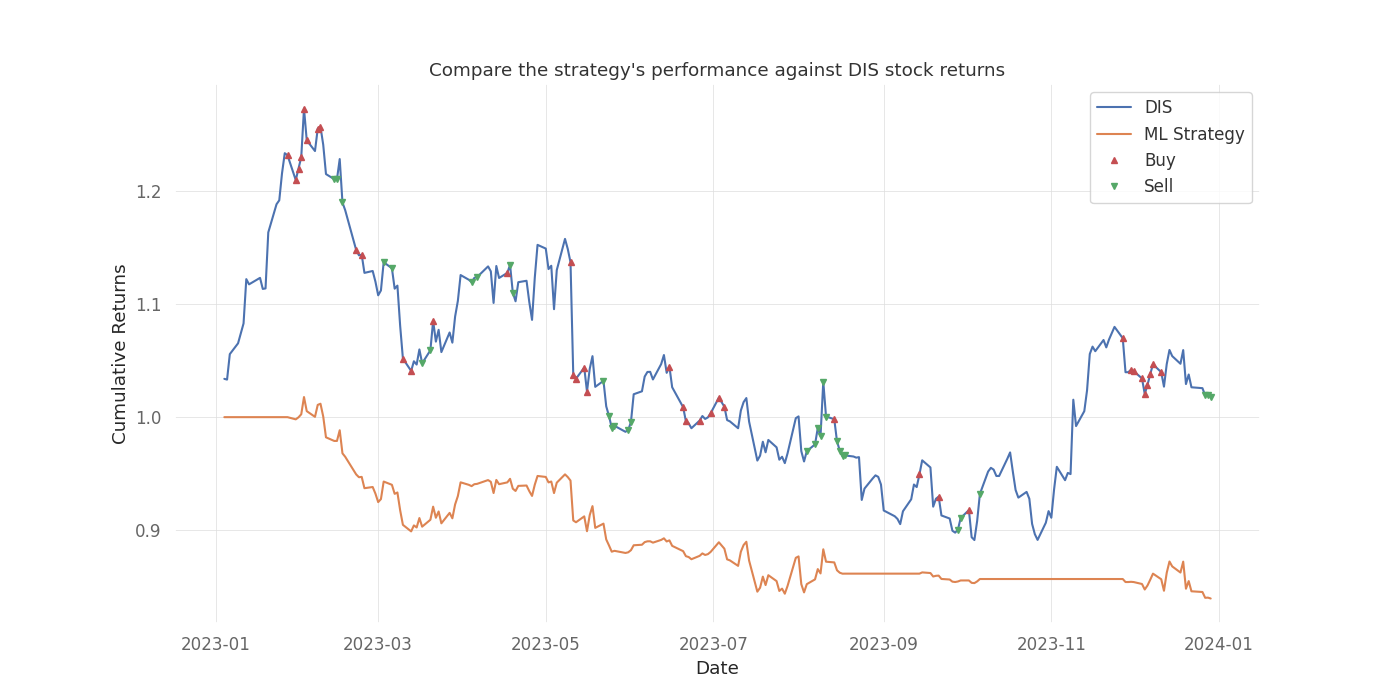 Compare the strategy's performance against DIS stock returns
DIS
ML Strategy
Buy
Sell
Cumulative Returns
1.2
1.1
1.0
0.9
2023-01
2023-03
2023-05
2023-07
2023-09
2023-11
2024-01
Date